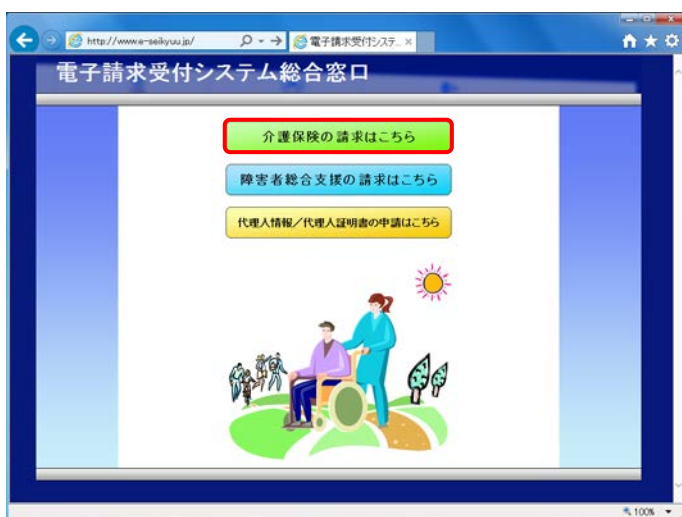 http://www.e-seikyuu.jp/
電子請求受付システ...
電子請求受付システム総合窓口
介護保険の請求はこちら
障害者総合支援の請求はこちら
代理人情報/代理人証明書の申請はこちら
100%